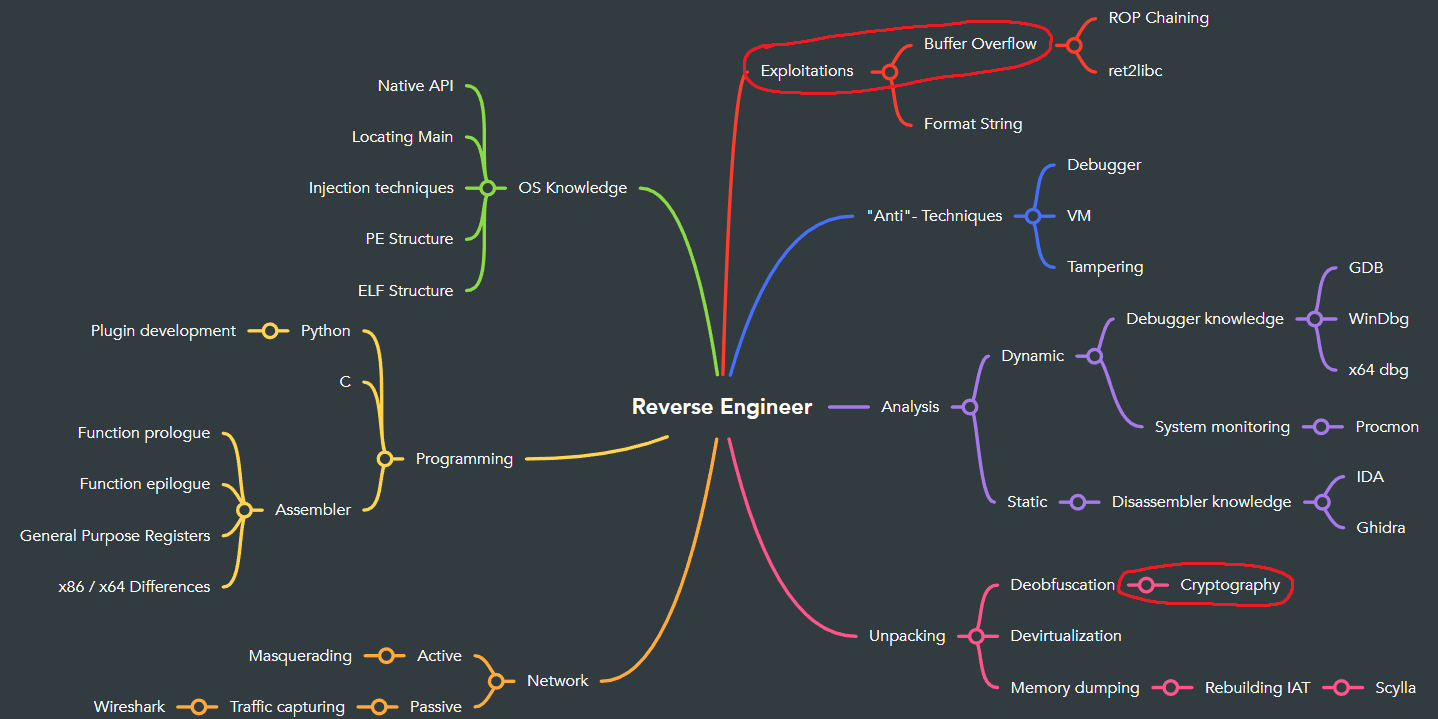 ROP Chaining
Buffer Overflow
Exploitations
ret2libc
Format String
Native API
Locating Main
Injection techniques
OS Knowledge
PE Structure
ELF Structure
Debugger
"Anti"- Techniques
VM
Tampering
Plugin development
Python
C
Function prologue
Programming
Function epilogue
Assembler
General Purpose Registers
x86 / x64 Differences
Reverse Engineer
Analysis
Dynamic
Debugger knowledge
GDB
WinDbg
x64 dbg
System monitoring
Procmon
Static
Disassembler knowledge
IDA
Ghidra
Masquerading
Active
Network
Wireshark
Traffic capturing
Passive
Unpacking
Deobfuscation
Cryptography
Devirtualization
Memory dumping
Rebuilding IAT
Scylla